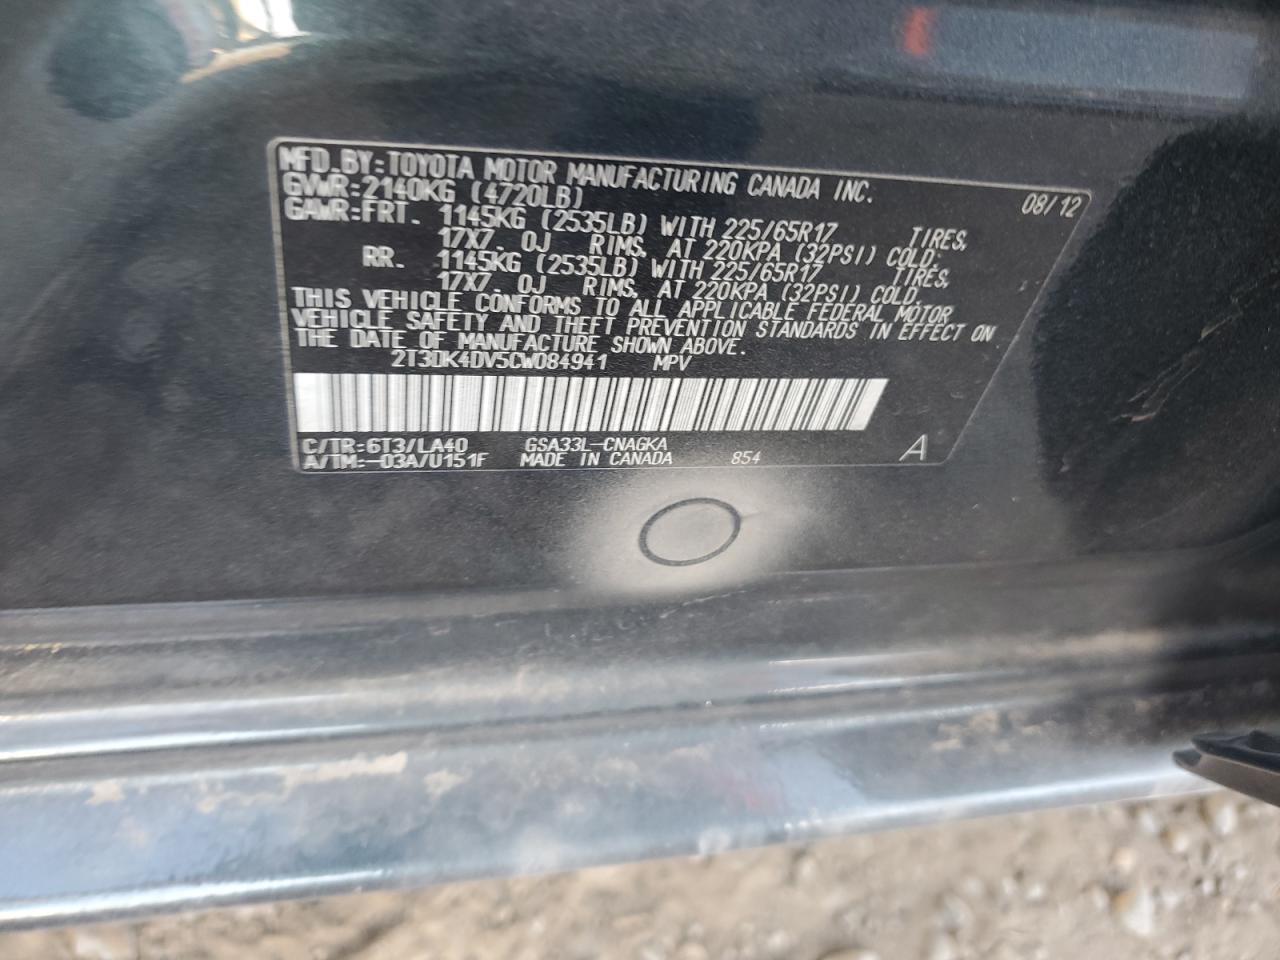 MFD. BY: TOYOTA MOTOR MANUFACTURING CANADA INC. 08/12
GVWR: 2140KG (4720LB)
GAWR: FRT. 1145KG (2535LB) WITH 225/65R17 TIRES,
17X7. 0J RIMS, AT 220KPA (32PSI) COLD.
RR. 1145KG (2535LB) WITH 225/65R17 TIRES,
17X7. 0J RIMS, AT 220KPA (32PSI) COLD.
THIS VEHICLE CONFORMS TO ALL APPLICABLE FEDERAL MOTOR
VEHICLE SAFETY AND THEFT PREVENTION STANDARDS IN EFFECT ON
THE DATE OF MANUFACTURE SHOWN ABOVE.
2T3DK4DV5CW084941 MPV
C/TR: 6T3/LA40 GSA33L-CNAGKA
A/TM: -03A/U151F MADE IN CANADA 854 A